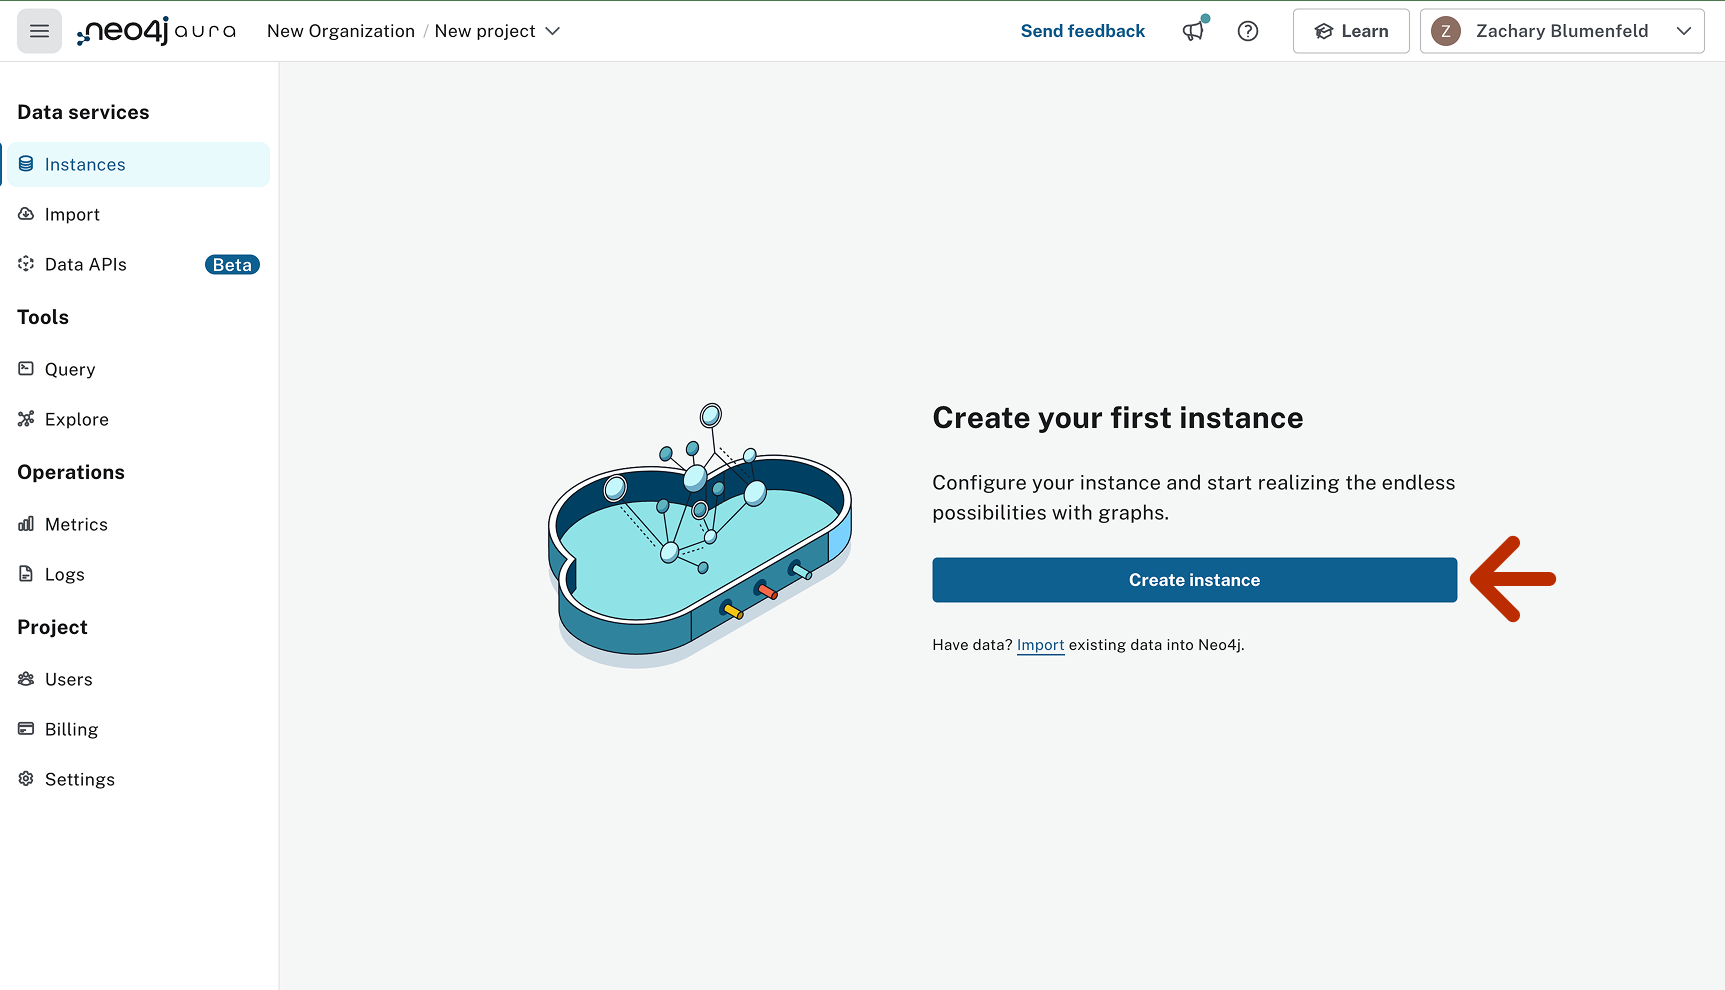 neo4j aura
New Organization / New project
Send feedback
Learn
Z
Zachary Blumenfeld
Data services
Instances
Import
Data APIs
Beta
Tools
Query
Explore
Operations
Metrics
Logs
Project
Users
Billing
Settings
Create your first instance
Configure your instance and start realizing the endless
possibilities with graphs.
Create instance
Have data? Import existing data into Neo4j.